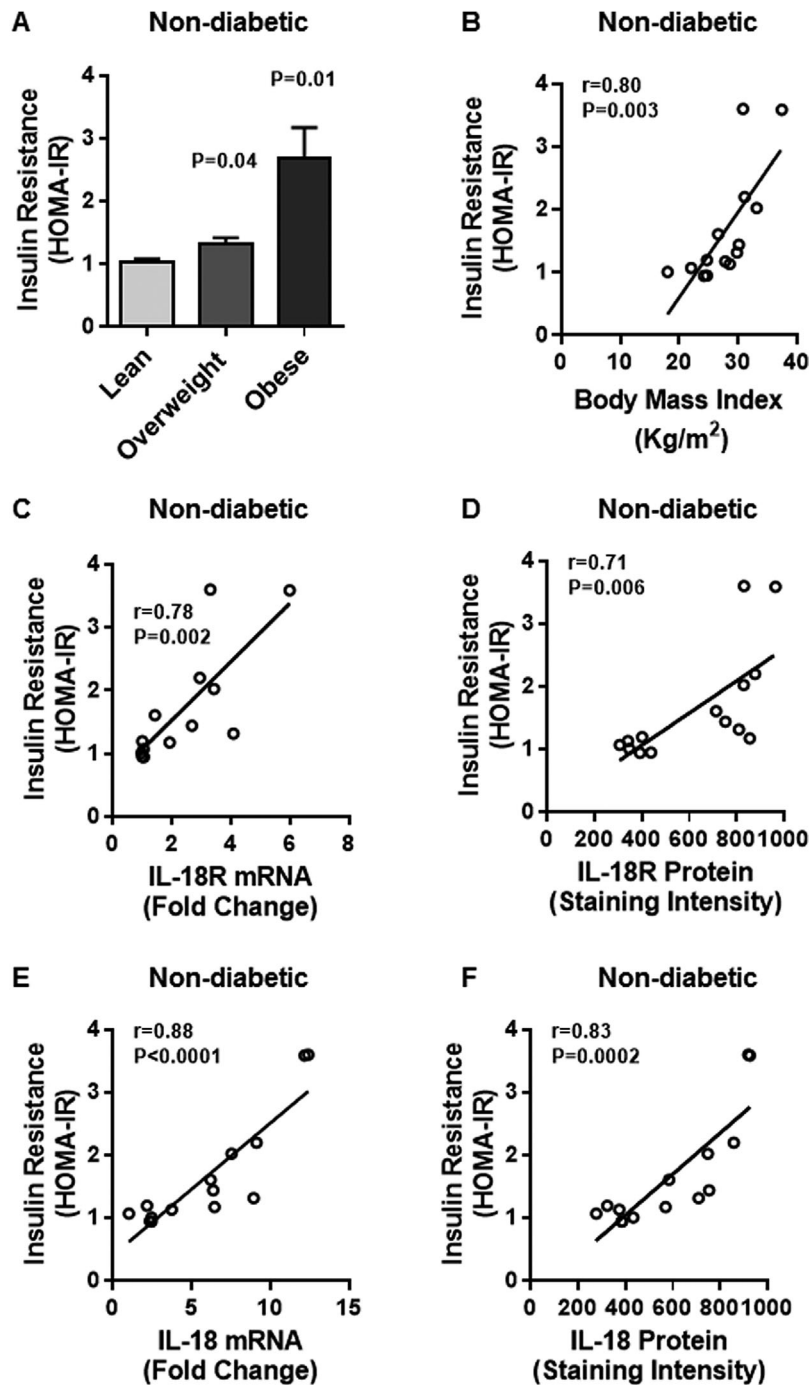 A Non-diabetic
Insulin Resistance
(HOMA-IR)
4
3
2
1
0
P=0.04
P=0.01
Lean
Overweight
Obese
B Non-diabetic
Insulin Resistance
(HOMA-IR)
4
3
2
1
0
r=0.80
P=0.003
0 10 20 30 40
Body Mass Index
(Kg/m²)
C Non-diabetic
Insulin Resistance
(HOMA-IR)
4
3
2
1
0
r=0.78
P=0.002
0 2 4 6 8
IL-18R mRNA
(Fold Change)
D Non-diabetic
Insulin Resistance
(HOMA-IR)
4
3
2
1
0
r=0.71
P=0.006
0 200 400 600 800 1000
IL-18R Protein
(Staining Intensity)
E Non-diabetic
Insulin Resistance
(HOMA-IR)
4
3
2
1
0
r=0.88
P<0.0001
0 5 10 15
IL-18 mRNA
(Fold Change)
F Non-diabetic
Insulin Resistance
(HOMA-IR)
4
3
2
1
0
r=0.83
P=0.0002
0 200 400 600 800 1000
IL-18 Protein
(Staining Intensity)